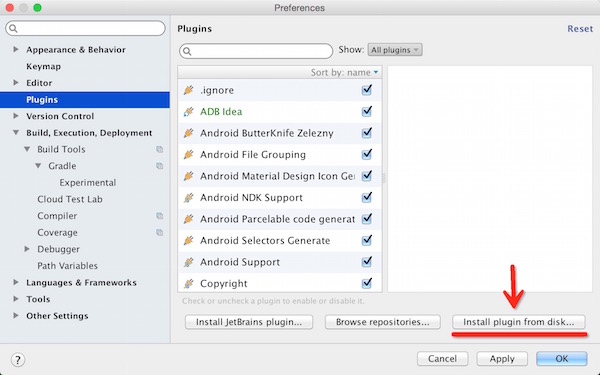 Preferences
Plugins
Reset
Show: All plugins
Sort by: name
Appearance & Behavior
Keymap
Editor
Plugins
Version Control
Build, Execution, Deployment
Build Tools
Gradle
Experimental
Cloud Test Lab
Compiler
Coverage
Debugger
Path Variables
Languages & Frameworks
Tools
Other Settings
.ignore
ADB Idea
Android ButterKnife Zelezny
Android File Grouping
Android Material Design Icon Ger
Android NDK Support
Android Parcelable code generat
Android Selectors Generate
Android Support
Copyright
Check or uncheck a plugin to enable or disable it.
Install JetBrains plugin...
Browse repositories...
Install plugin from disk...
?
Cancel
Apply
OK